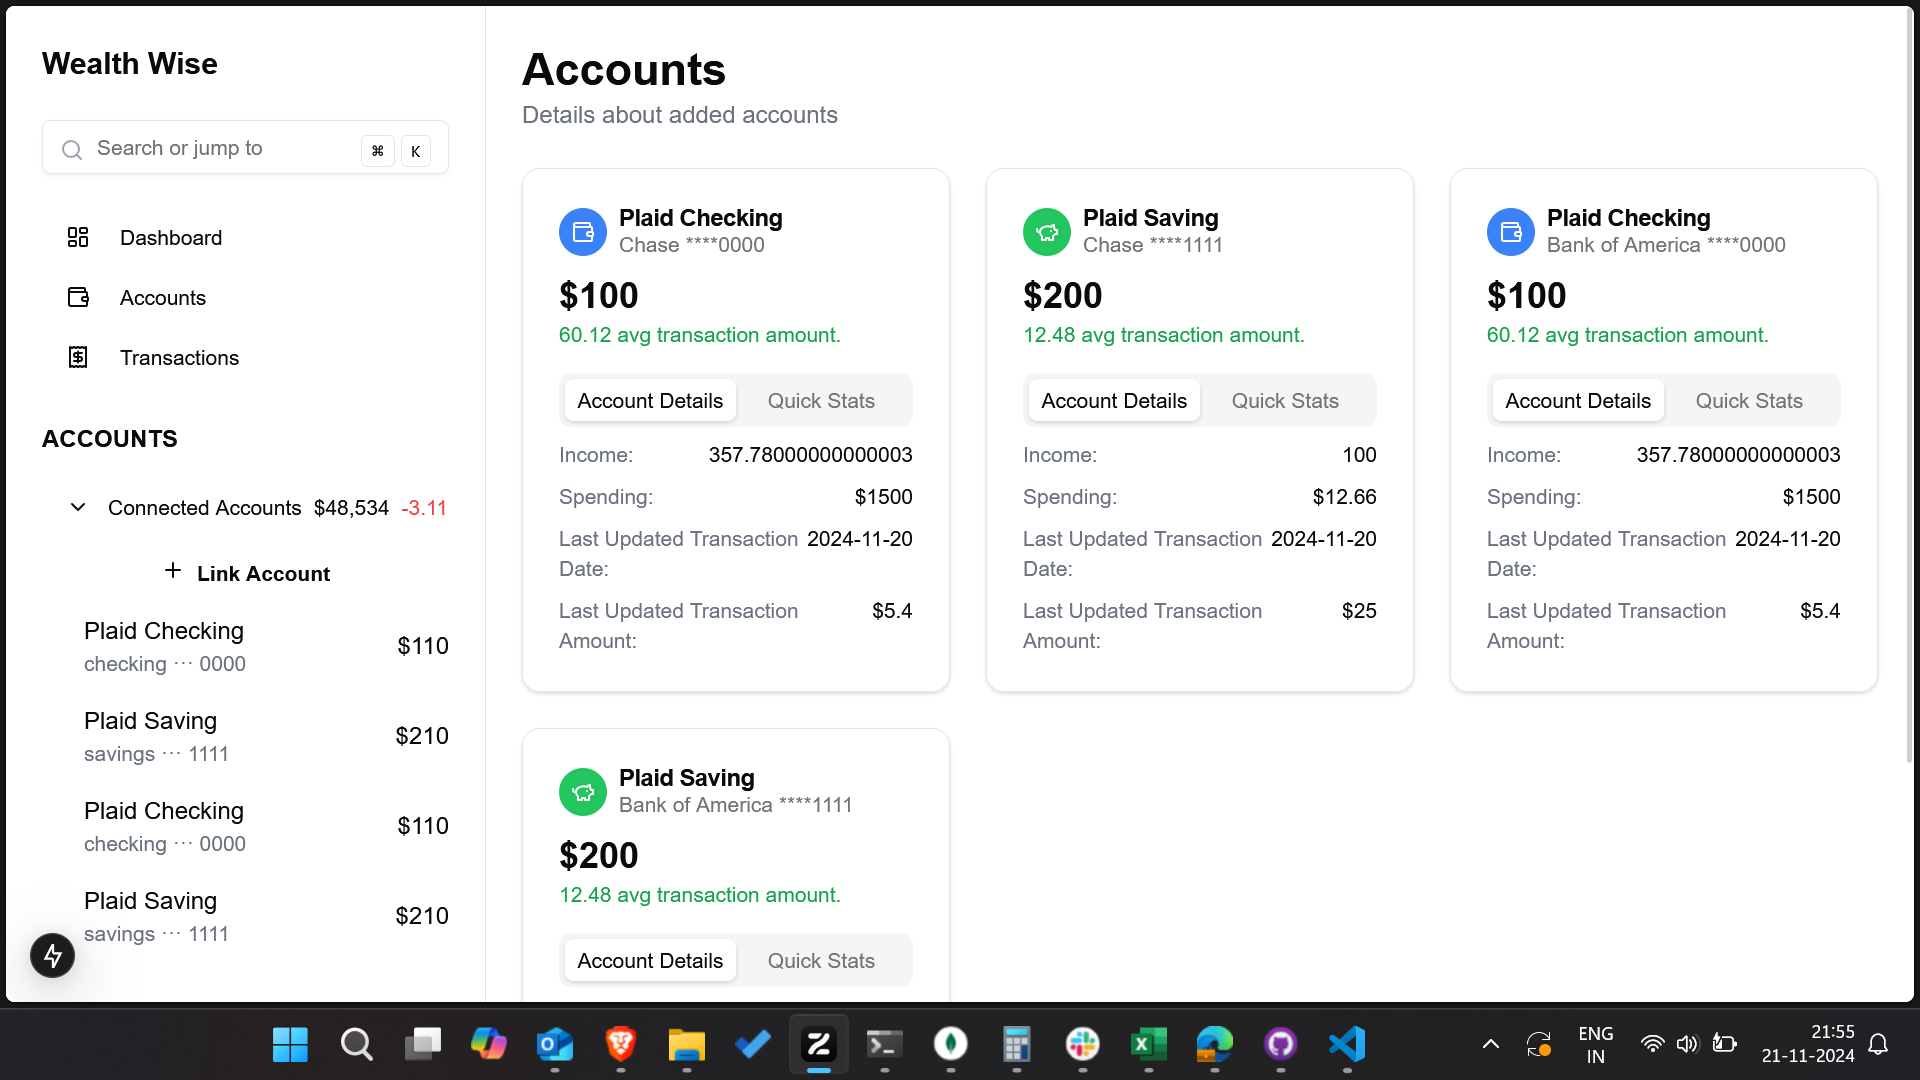 Wealth Wise
Search or jump to ⌘ K
Dashboard
Accounts
Transactions
ACCOUNTS
Connected Accounts $48,534 -3.11
+ Link Account
Plaid Checking
checking ··· 0000
$110
Plaid Saving
savings ··· 1111
$210
Plaid Checking
checking ··· 0000
$110
Plaid Saving
savings ··· 1111
$210
Accounts
Details about added accounts
Plaid Checking
Chase ****0000
$100
60.12 avg transaction amount.
Account Details Quick Stats
Income: 357.78000000000003
Spending: $1500
Last Updated Transaction 2024-11-20
Date:
Last Updated Transaction $5.4
Amount:
Plaid Saving
Chase ****1111
$200
12.48 avg transaction amount.
Account Details Quick Stats
Income: 100
Spending: $12.66
Last Updated Transaction 2024-11-20
Date:
Last Updated Transaction $25
Amount:
Plaid Checking
Bank of America ****0000
$100
60.12 avg transaction amount.
Account Details Quick Stats
Income: 357.78000000000003
Spending: $1500
Last Updated Transaction 2024-11-20
Date:
Last Updated Transaction $5.4
Amount:
Plaid Saving
Bank of America ****1111
$200
12.48 avg transaction amount.
Account Details Quick Stats
ENG
IN
21:55
21-11-2024